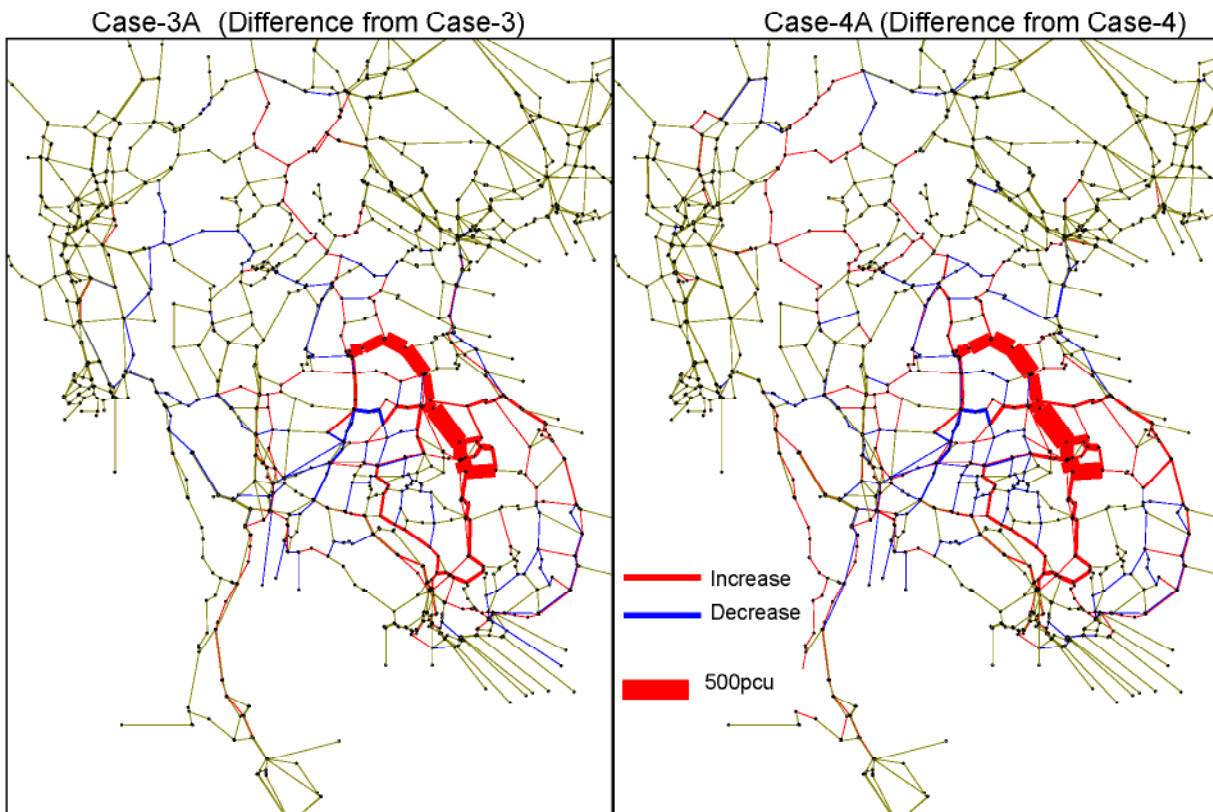 Case-3A (Difference from Case-3)
Case-4A (Difference from Case-4)
Increase
Decrease
500pcu